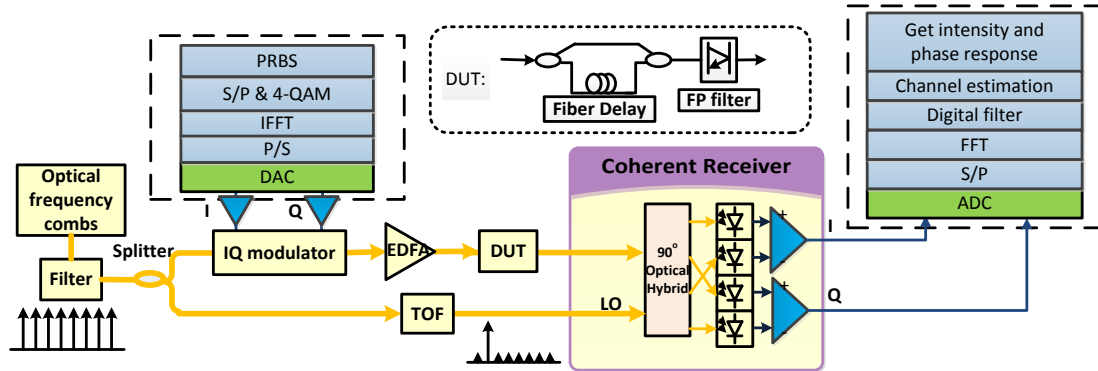 PRBS
S/P & 4-QAM
IFFT
P/S
DAC
I
Q
DUT:
Fiber Delay
FP filter
Get intensity and
phase response
Channel estimation
Digital filter
FFT
S/P
ADC
Optical
frequency
combs
Filter
Splitter
IQ modulator
EDFA
DUT
TOF
LO
Coherent Receiver
90°
Optical
Hybrid
+
-
+
-
I
Q